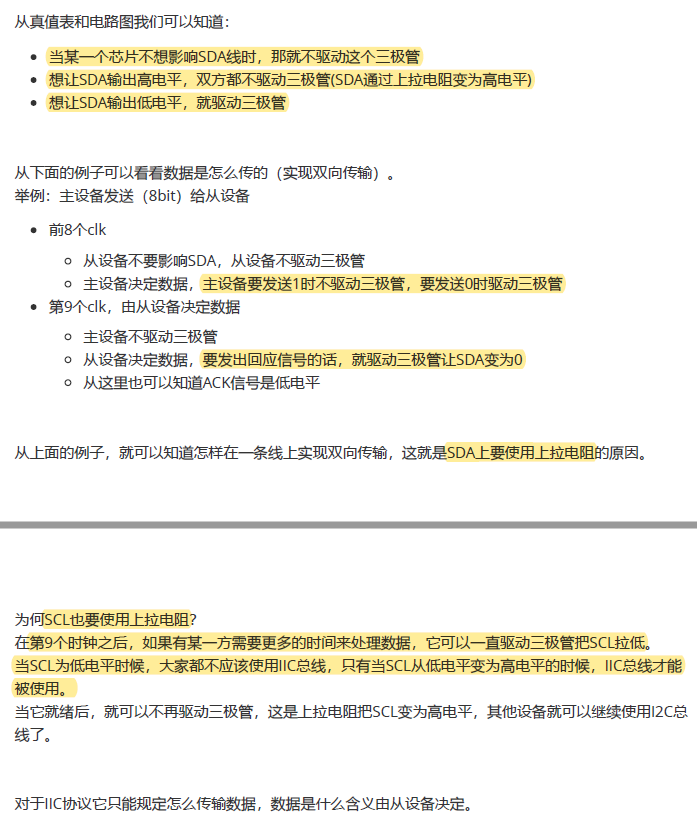 从真值表和电路图我们可以知道：
当某一个芯片不想影响SDA线时，那就不驱动这个三极管
想让SDA输出高电平，双方都不驱动三极管(SDA通过上拉电阻变为高电平)
想让SDA输出低电平，就驱动三极管
从下面的例子可以看看数据是怎么传的（实现双向传输）。
举例：主设备发送（8bit）给从设备
前8个clk
从设备不要影响SDA，从设备不驱动三极管
主设备决定数据，主设备要发送1时不驱动三极管，要发送0时驱动三极管
第9个clk，由从设备决定数据
主设备不驱动三极管
从设备决定数据，要发出回应信号的话，就驱动三极管让SDA变为0
从这里也可以知道ACK信号是低电平
从上面的例子，就可以知道怎样在一条线上实现双向传输，这就是SDA上要使用上拉电阻的原因。
为何SCL也要使用上拉电阻?
在第9个时钟之后，如果有某一方需要更多的时间来处理数据，它可以一直驱动三极管把SCL拉低。
当SCL为低电平时候，大家都不应该使用IIC总线，只有当SCL从低电平变为高电平的时候，IIC总线才能
被使用。
当它就绪后，就可以不再驱动三极管，这是上拉电阻把SCL变为高电平，其他设备就可以继续使用I2C总
线了。
对于IIC协议它只能规定怎么传输数据，数据是什么含义由从设备决定。